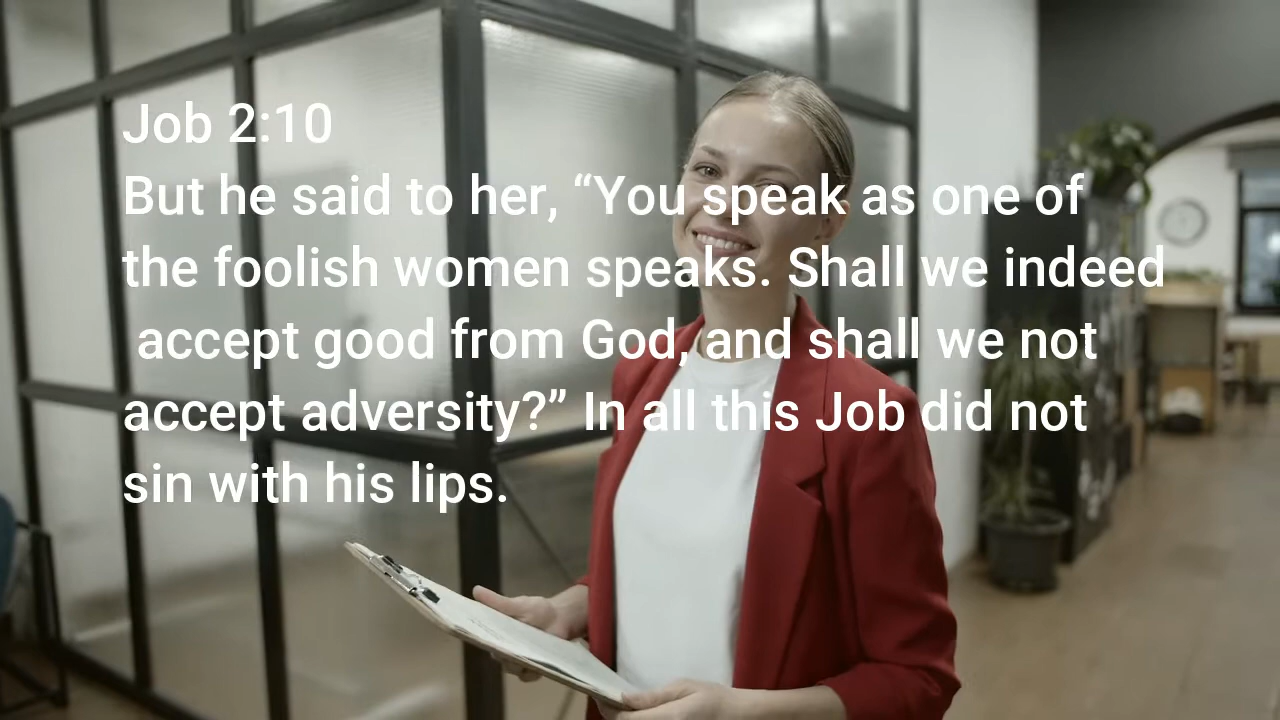 Job 2:10
But he said to her, “You speak as one of
the foolish women speaks. Shall we indeed
accept good from God, and shall we not
accept adversity?” In all this Job did not
sin with his lips.